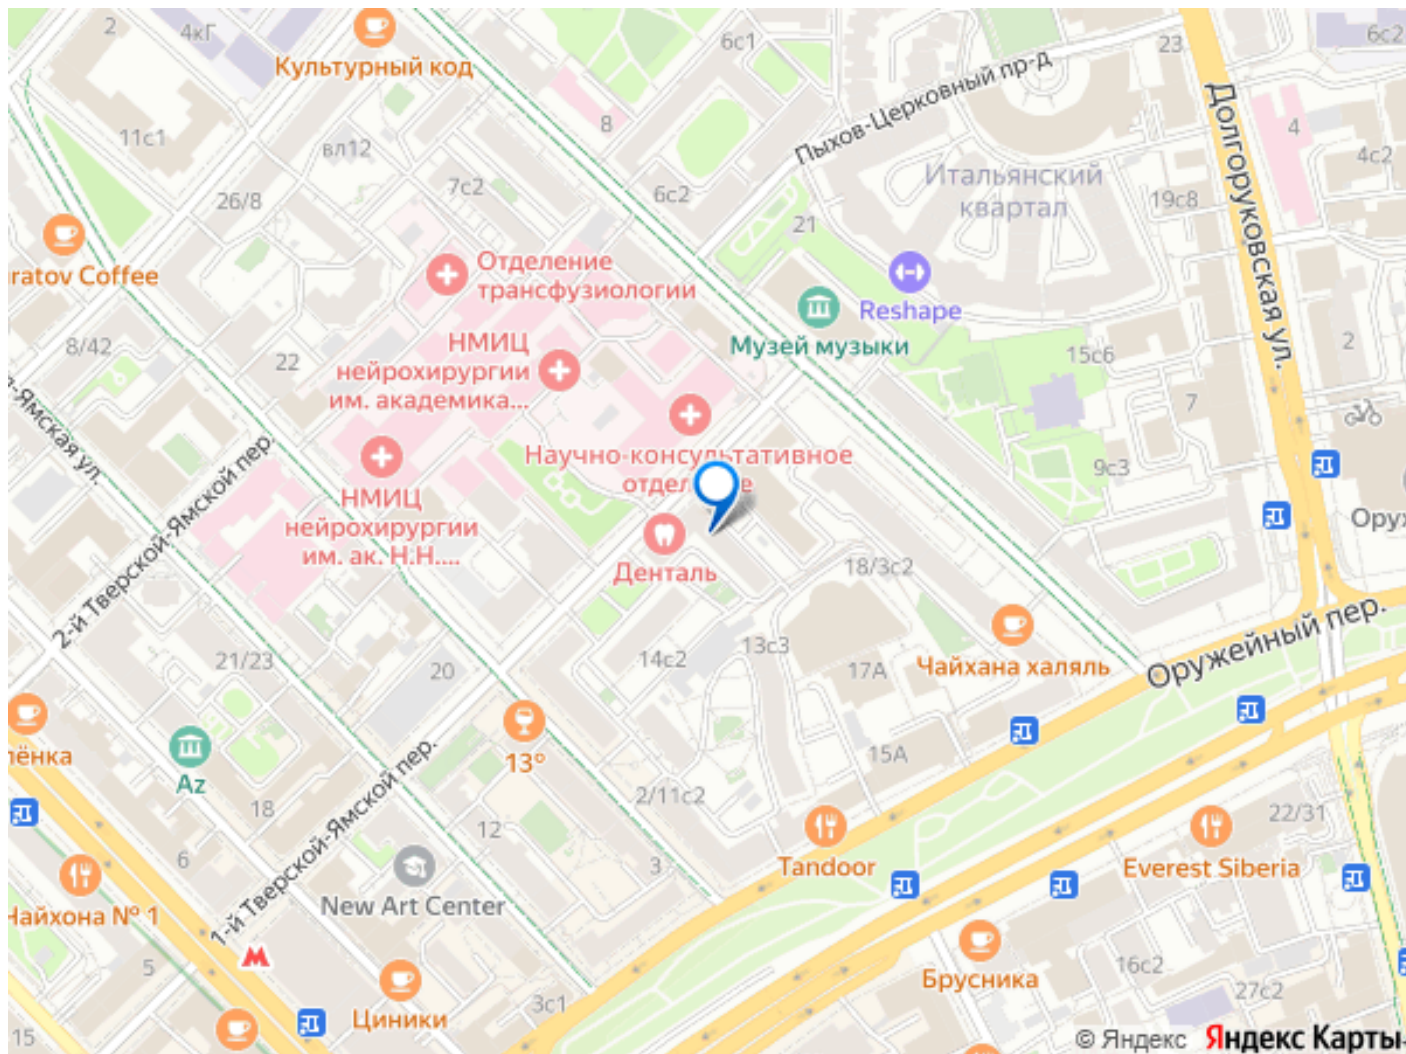 2
4кГ
Культурный код
6с1
23
6с2
Пыхов-Церковный пр-д
Долгоруковская ул.
11с1
вл12
8
4
4с2
26/8
7с2
6с2
Итальянский
квартал
19с8
21
ratov Coffee
Отделение
трансфузиологии
Reshape
Музей музыки
8/42
22
НМИЦ
нейрохирургии
им. академика...
15с6
2
7
-Ямская ул.
2-й Тверской-Ямской пер.
Научно-консультативное
9с3
НМИЦ
нейрохирургии
им. ак. Н.Н....
Денталь
18/3с2
Оружейный пер.
21/23
20
14с2
13с3
17А
Чайхана халяль
лёнка
Az
13°
15А
18
1-й Тверской-Ямской пер.
2/11с2
12
6
3
Tandoor
22/31
Everest Siberia
Чайхона № 1
New Art Center
5
Брусника
16с2
27с2
3с1
Циники
15
© Яндекс Яндекс Карты